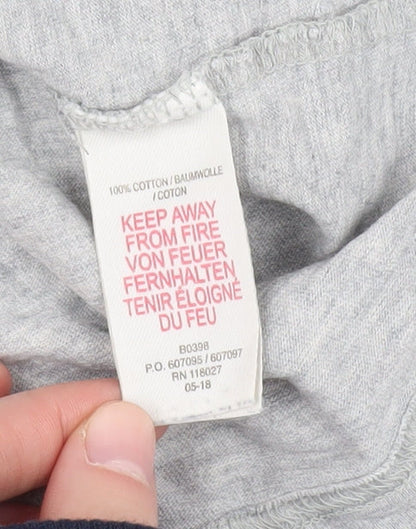 100% COTTON / BAUMWOLLE
/ COTON
KEEP AWAY
FROM FIRE
VON FEUER
FERNHALTEN
TENIR ÉLOIGNÉ
DU FEU
B0398
P.O. 607095 / 607097
RN 118027
05-18